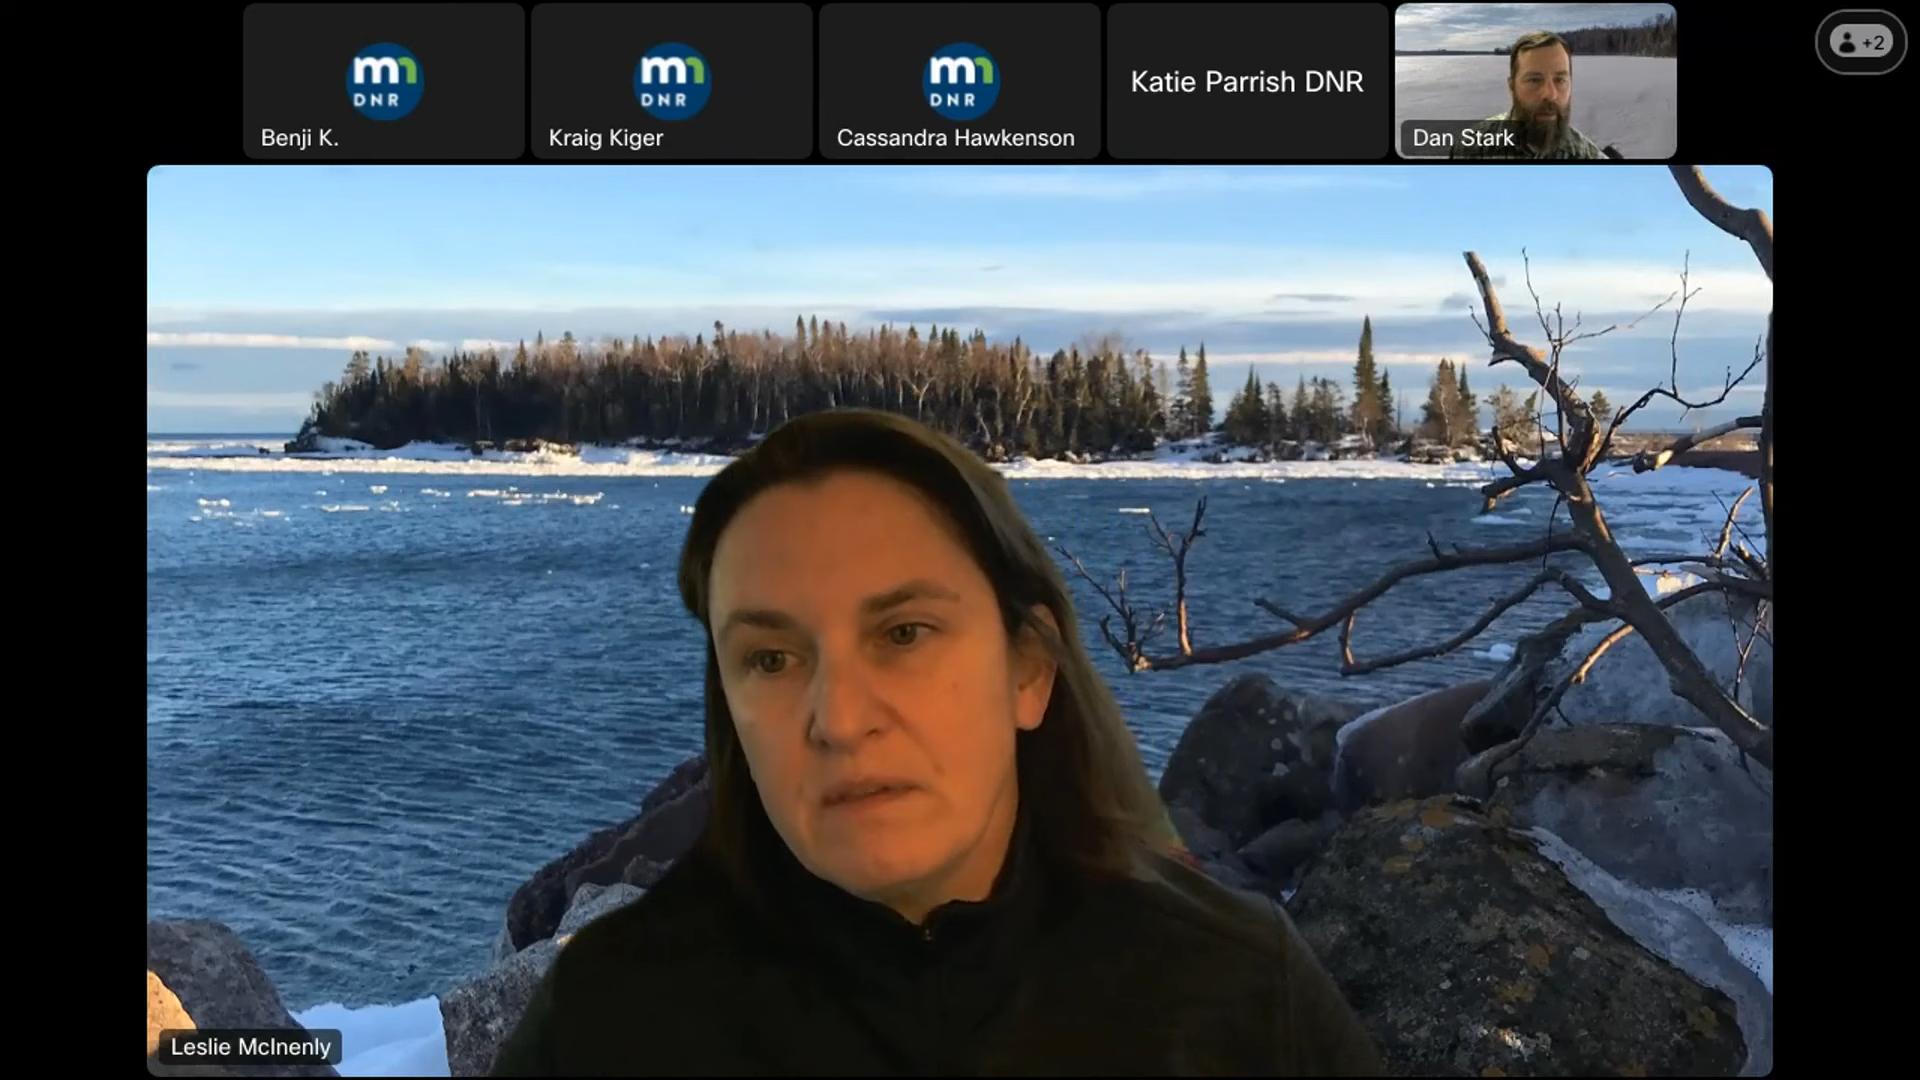 mn
DNR
Benji K.
mn
DNR
Kraig Kiger
mn
DNR
Cassandra Hawkenson
Katie Parrish DNR
Dan Stark
+2
Leslie McInenly